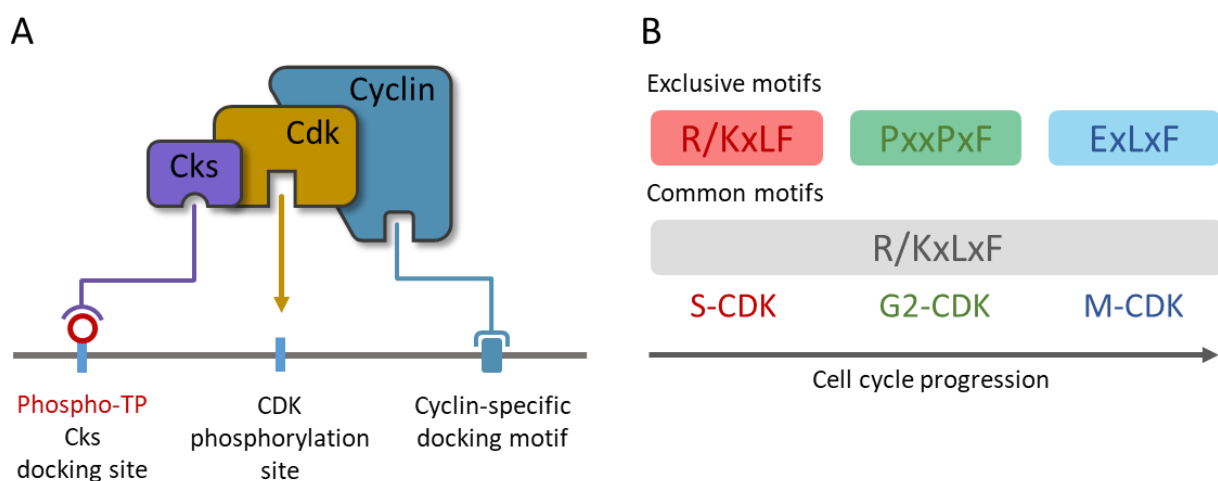 A
Cyclin
Cdk
Cks
Phospho-TP
Cks
docking site
CDK
phosphorylation
site
Cyclin-specific
docking motif
B
Exclusive motifs
R/KxLF
PxxPxF
ExLxF
Common motifs
R/KxLxF
S-CDK
G2-CDK
M-CDK
Cell cycle progression